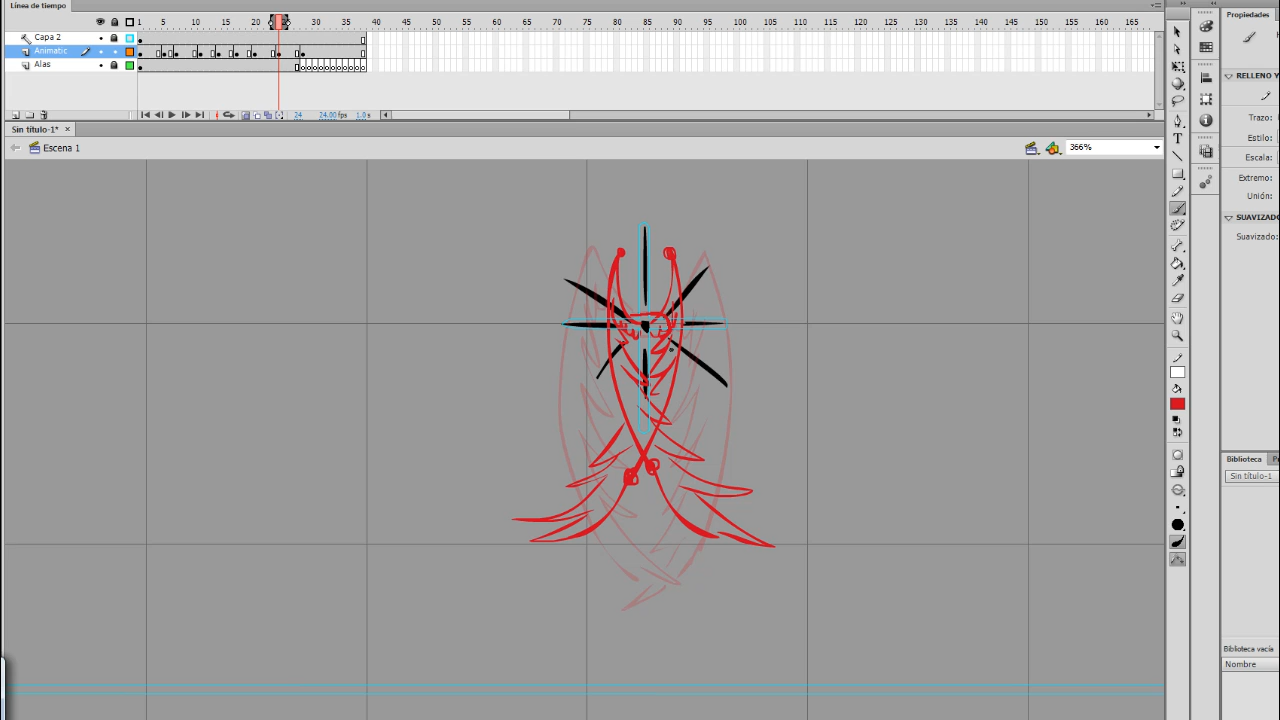 Línea de tiempo
1 5 10 15 20 25 30 35 40 45 50 55 60 65 70 75 80 85 90 95 100 105 110 115 120 125 130 135 140 145 150 155 160 165
Capa 2
Animatic
Alas
24 24.00 fps 1.0 s
Sin título-1* ×
Escena 1
366%
Propiedades
RELLENO Y
Trazo:
Estilo:
Escala:
Extremo:
Unión:
SUAVIZADO
Suavizado:
Biblioteca
Sin título-1
Biblioteca vacía
Nombre